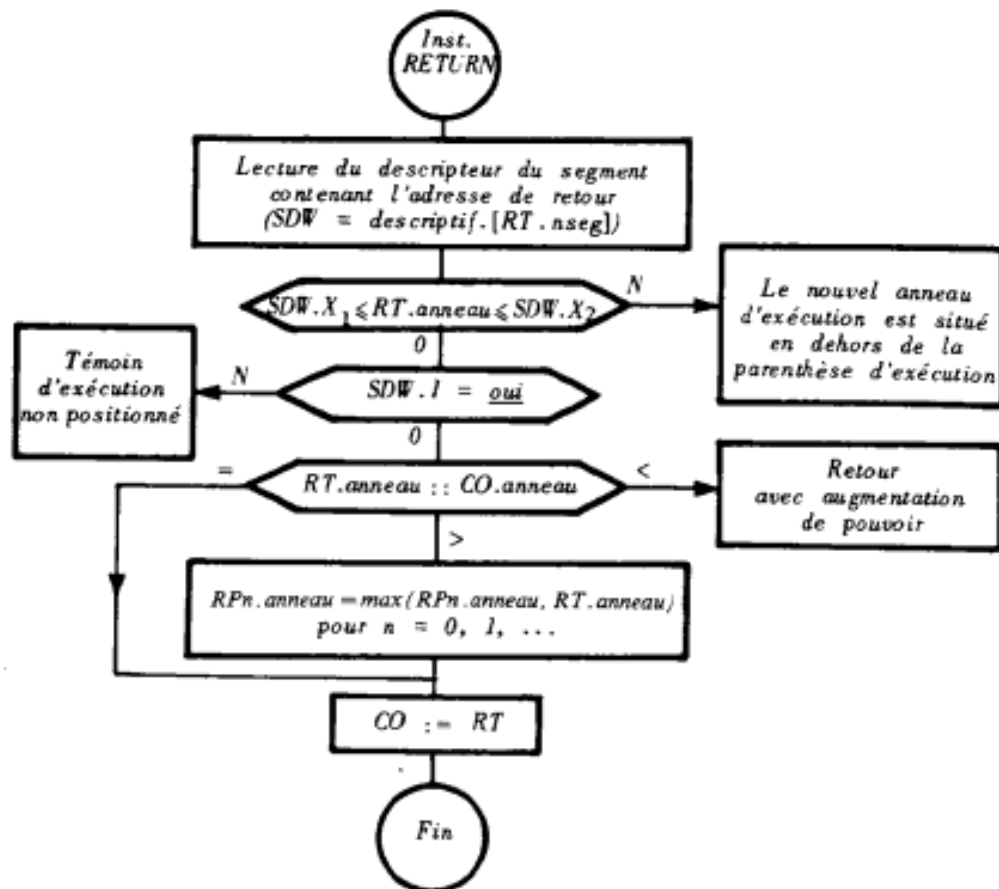 Inst.
RETURN
Lecture du descripteur du segment
contenant l'adresse de retour
(SDW = descriptif.[RT.nseg])
SDW.X₁ ⩽ RT.anneau ⩽ SDW.X₂
N
Le nouvel anneau
d'exécution est situé
en dehors de la
parenthèse d'exécution
0
Témoin
d'exécution
non positionné
N
SDW.1 = oui
0
=
RT.anneau :: CO.anneau
<
Retour
avec augmentation
de pouvoir
>
RPn.anneau = max(RPn.anneau, RT.anneau)
pour n = 0, 1, ...
CO := RT
Fin